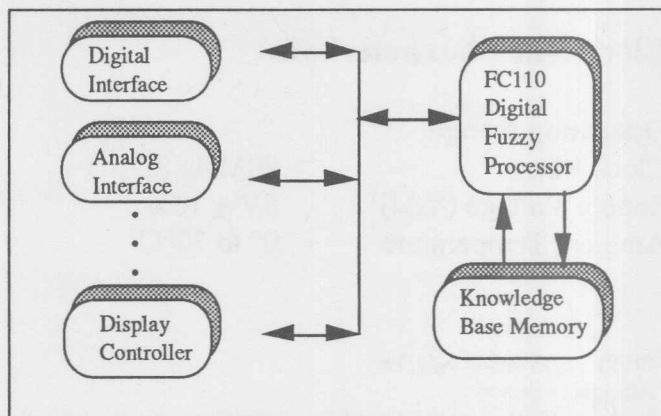 Digital
Interface
Analog
Interface
Display
Controller
FC110
Digital
Fuzzy
Processor
Knowledge
Base Memory